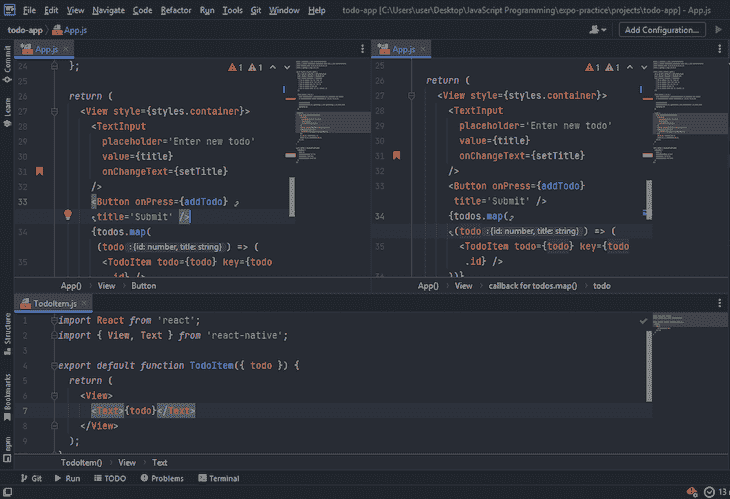 File Edit View Navigate Code Refactor Run Tools Git Window Help todo-app [C:\Users\user\Desktop\JavaScript Programming\expo-practice\projects\todo-app] - App.js
todo-app App.js Add Configuration...
Commit
Learn
Structure
Bookmarks
npm
App.js
1 1
24 };
25
26 return (
27 <View style={styles.container}>
28 <TextInput
29 placeholder='Enter new todo'
30 value={title}
31 onChangeText={setTitle}
32 />
33 <Button onPress={addTodo}
title='Submit' />
34 {todos.map(
(todo : {id: number, title: string} ) => (
35 <TodoItem todo={todo} key={todo
.id} />
App() View Button
App.js
1 1
25
26 return (
27 <View style={styles.container}>
28 <TextInput
29 placeholder='Enter new todo'
30 value={title}
31 onChangeText={setTitle}
32 />
33 <Button onPress={addTodo}
title='Submit' />
34 {todos.map(
(todo : {id: number, title: string} ) => (
35 <TodoItem todo={todo} key={todo
.id} />
))}
App() View callback for todos.map() todo
TodoItem.js
1 import React from 'react';
2 import { View, Text } from 'react-native';
3
4 export default function TodoItem({ todo }) {
5 return (
6 <View>
7 <Text>{todo}</Text>
8 </View>
9 );
}
TodoItem() View Text
Git Run TODO Problems Terminal
13